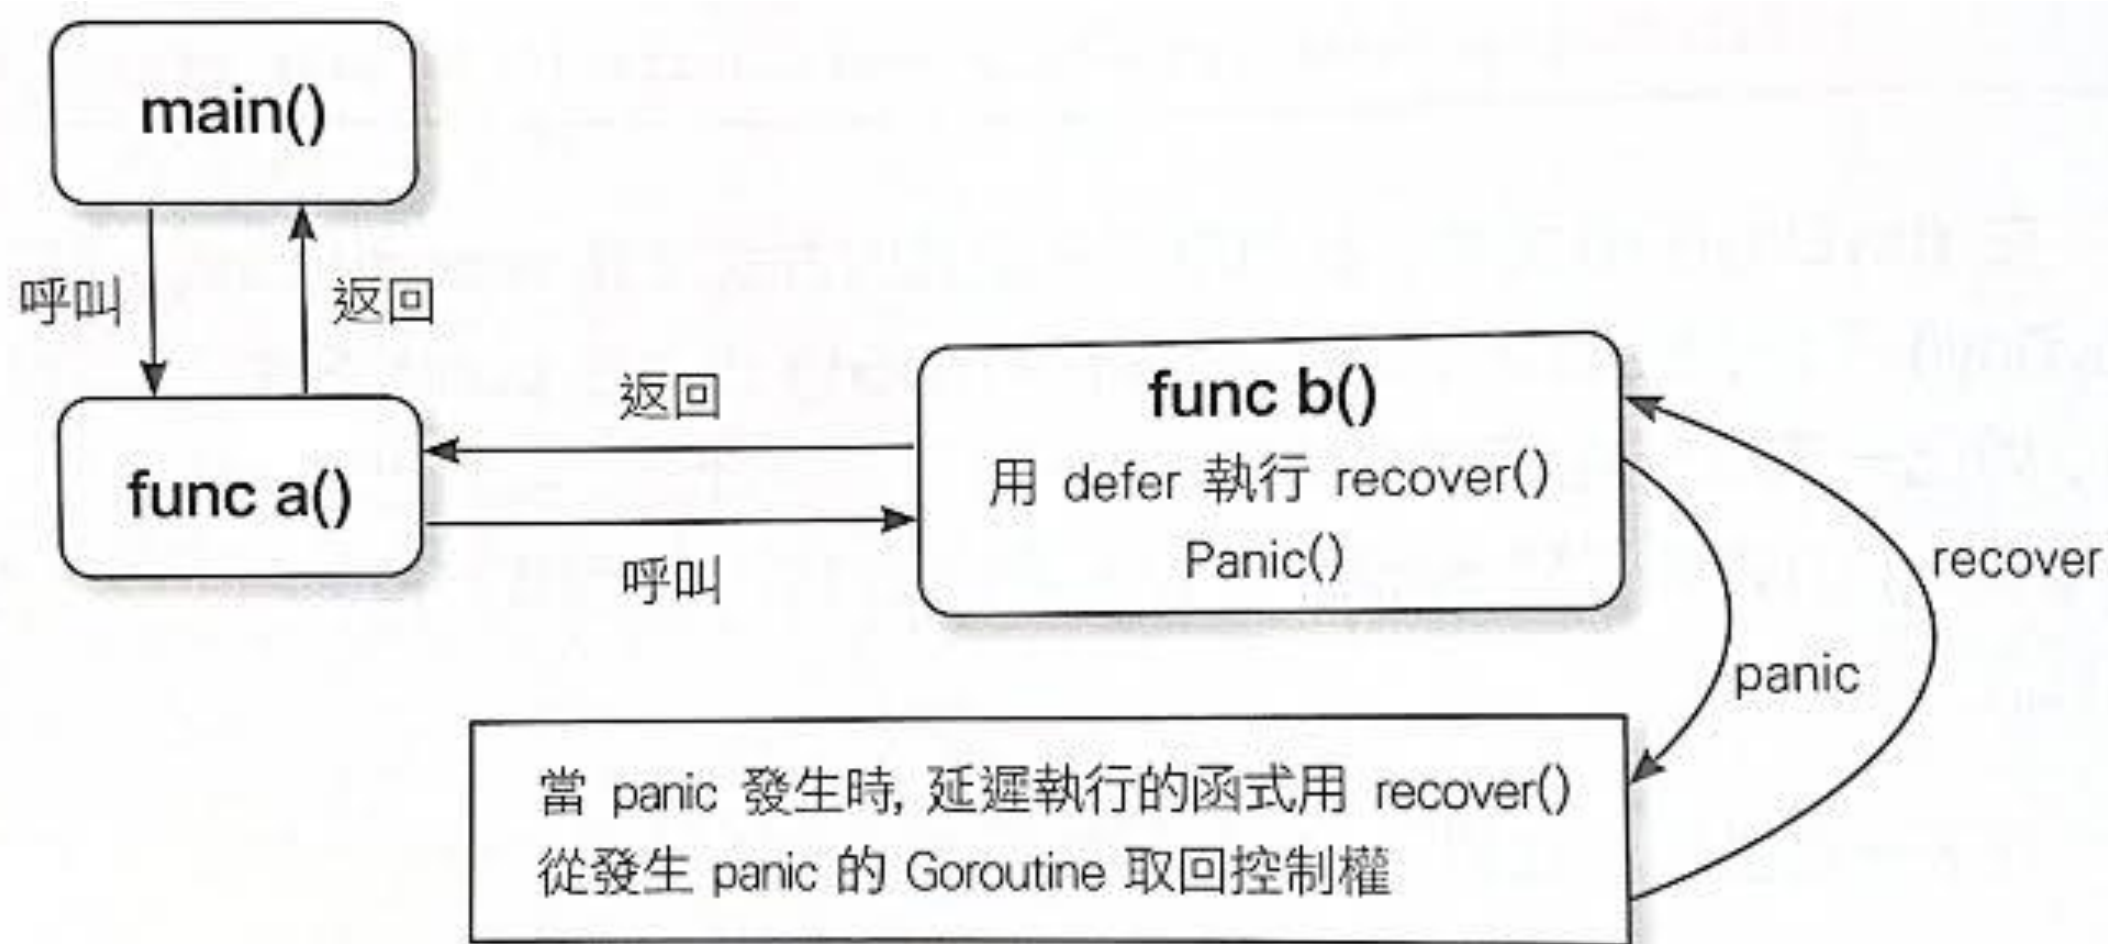 main()
呼叫
返回
func a()
返回
呼叫
func b()
用 defer 執行 recover()
Panic()
recover
panic
當 panic 發生時, 延遲執行的函式用 recover()
從發生 panic 的 Goroutine 取回控制權